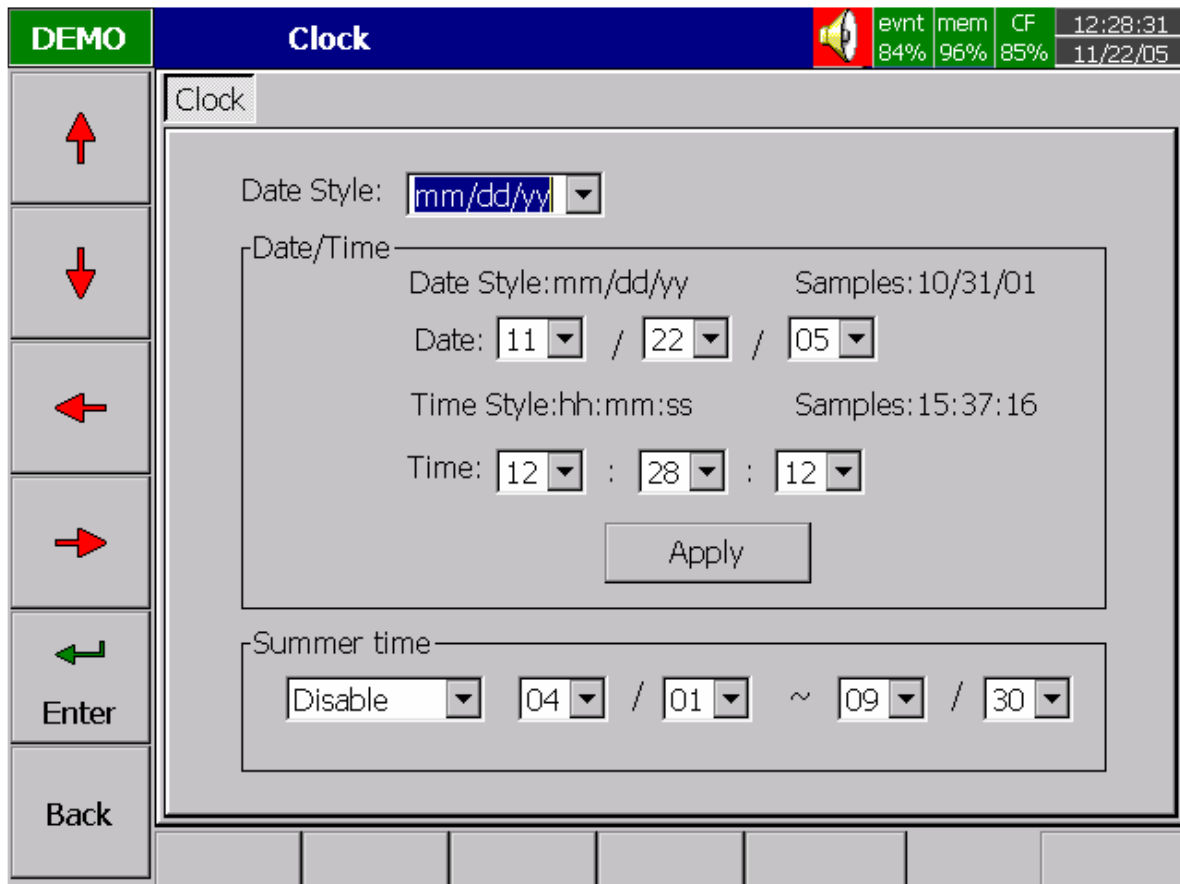 DEMO Clock evnt mem CF 12:28:31
84% 96% 85% 11/22/05
Clock
Date Style: mm/dd/yy
Date/Time
Date Style:mm/dd/yy Samples:10/31/01
Date: 11 / 22 / 05
Time Style:hh:mm:ss Samples:15:37:16
Time: 12 : 28 : 12
Apply
Summer time
Disable 04 / 01 ~ 09 / 30
Enter
Back